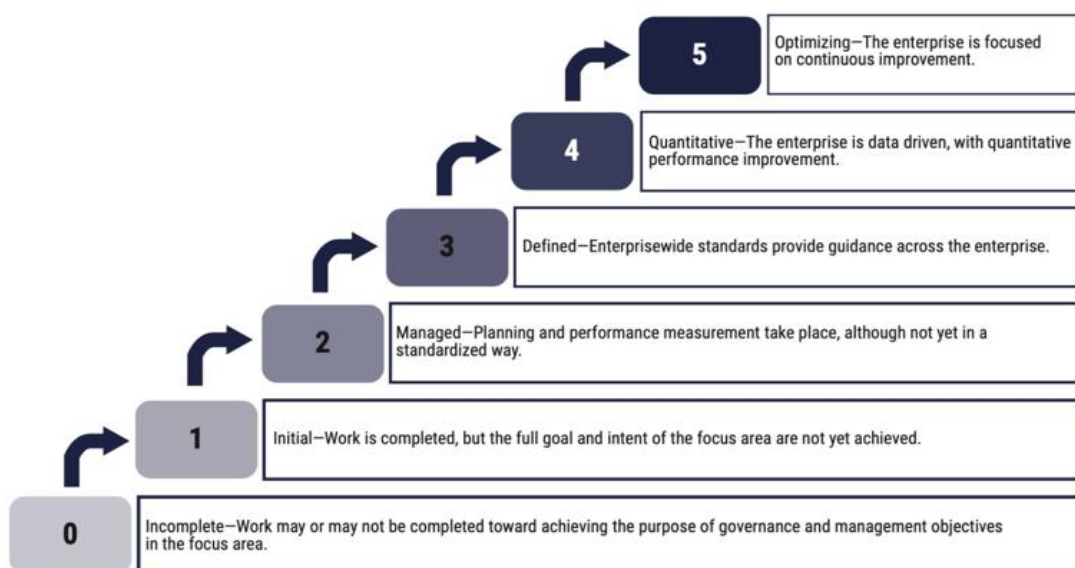 5
Optimizing—The enterprise is focused
on continuous improvement.
4
Quantitative—The enterprise is data driven, with quantitative
performance improvement.
3
Defined—Enterprisewide standards provide guidance across the enterprise.
2
Managed—Planning and performance measurement take place, although not yet in a
standardized way.
1
Initial—Work is completed, but the full goal and intent of the focus area are not yet achieved.
0
Incomplete—Work may or may not be completed toward achieving the purpose of governance and management objectives
in the focus area.